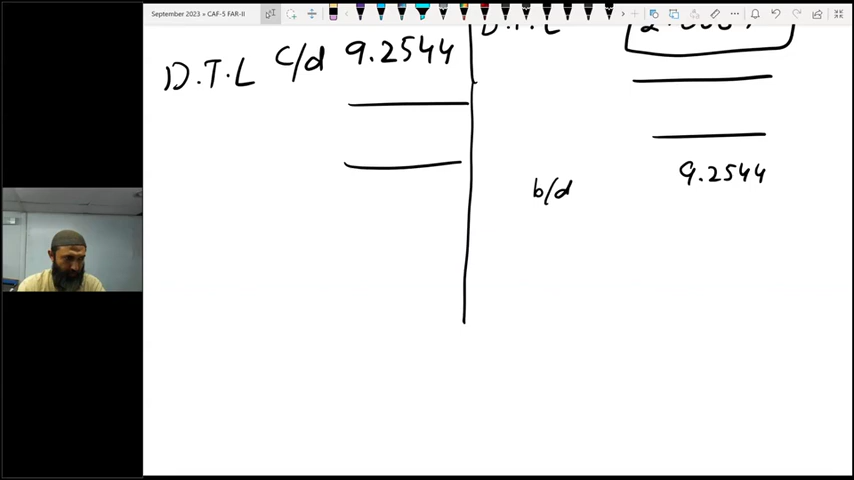 September 2023 » CAF-5 FAR-II
D.T.L c/d 9.2544
D.T.L
b/d 9.2544